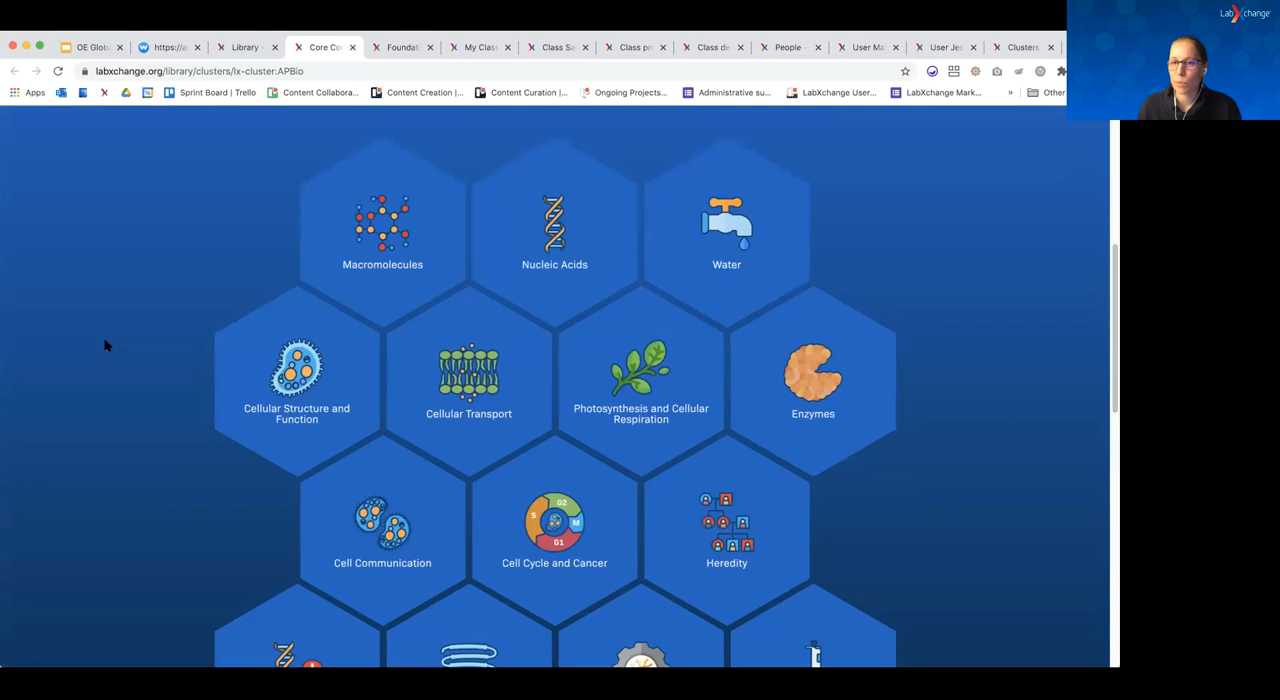 LabXchange
OE Globa
https://a
Library -
Core Co
Foundat
My Class
Class Sa
Class pr
Class di
People -
User Ma
User Jes
Clusters
labxchange.org/library/clusters/lx-cluster:APBio
Apps
Sprint Board | Trello
Content Collabora...
Content Creation |...
Content Curation |...
Ongoing Projects...
Administrative su...
LabXchange User...
LabXchange Mark...
»
Other
Macromolecules
Nucleic Acids
Water
Cellular Structure and
Function
Cellular Transport
Photosynthesis and Cellular
Respiration
Enzymes
G2
S
M
G1
Cell Communication
Cell Cycle and Cancer
Heredity